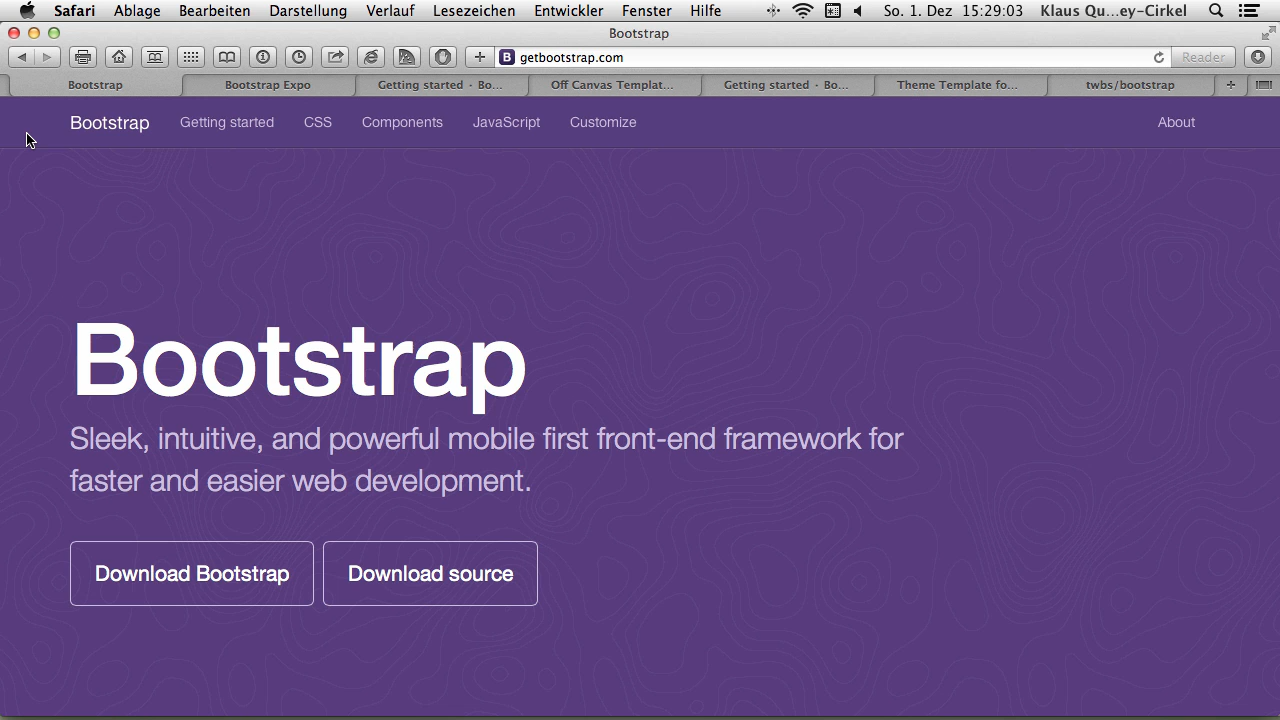 Safari Ablage Bearbeiten Darstellung Verlauf Lesezeichen Entwickler Fenster Hilfe So. 1. Dez 15:29:03 Klaus Qu...ey-Cirkel
Bootstrap
B getbootstrap.com Reader
Bootstrap Bootstrap Expo Getting started · Bo... Off Canvas Templat... Getting started · Bo... Theme Template fo... twbs/bootstrap
Bootstrap Getting started CSS Components JavaScript Customize About
Bootstrap
Sleek, intuitive, and powerful mobile first front-end framework for
faster and easier web development.
Download Bootstrap Download source